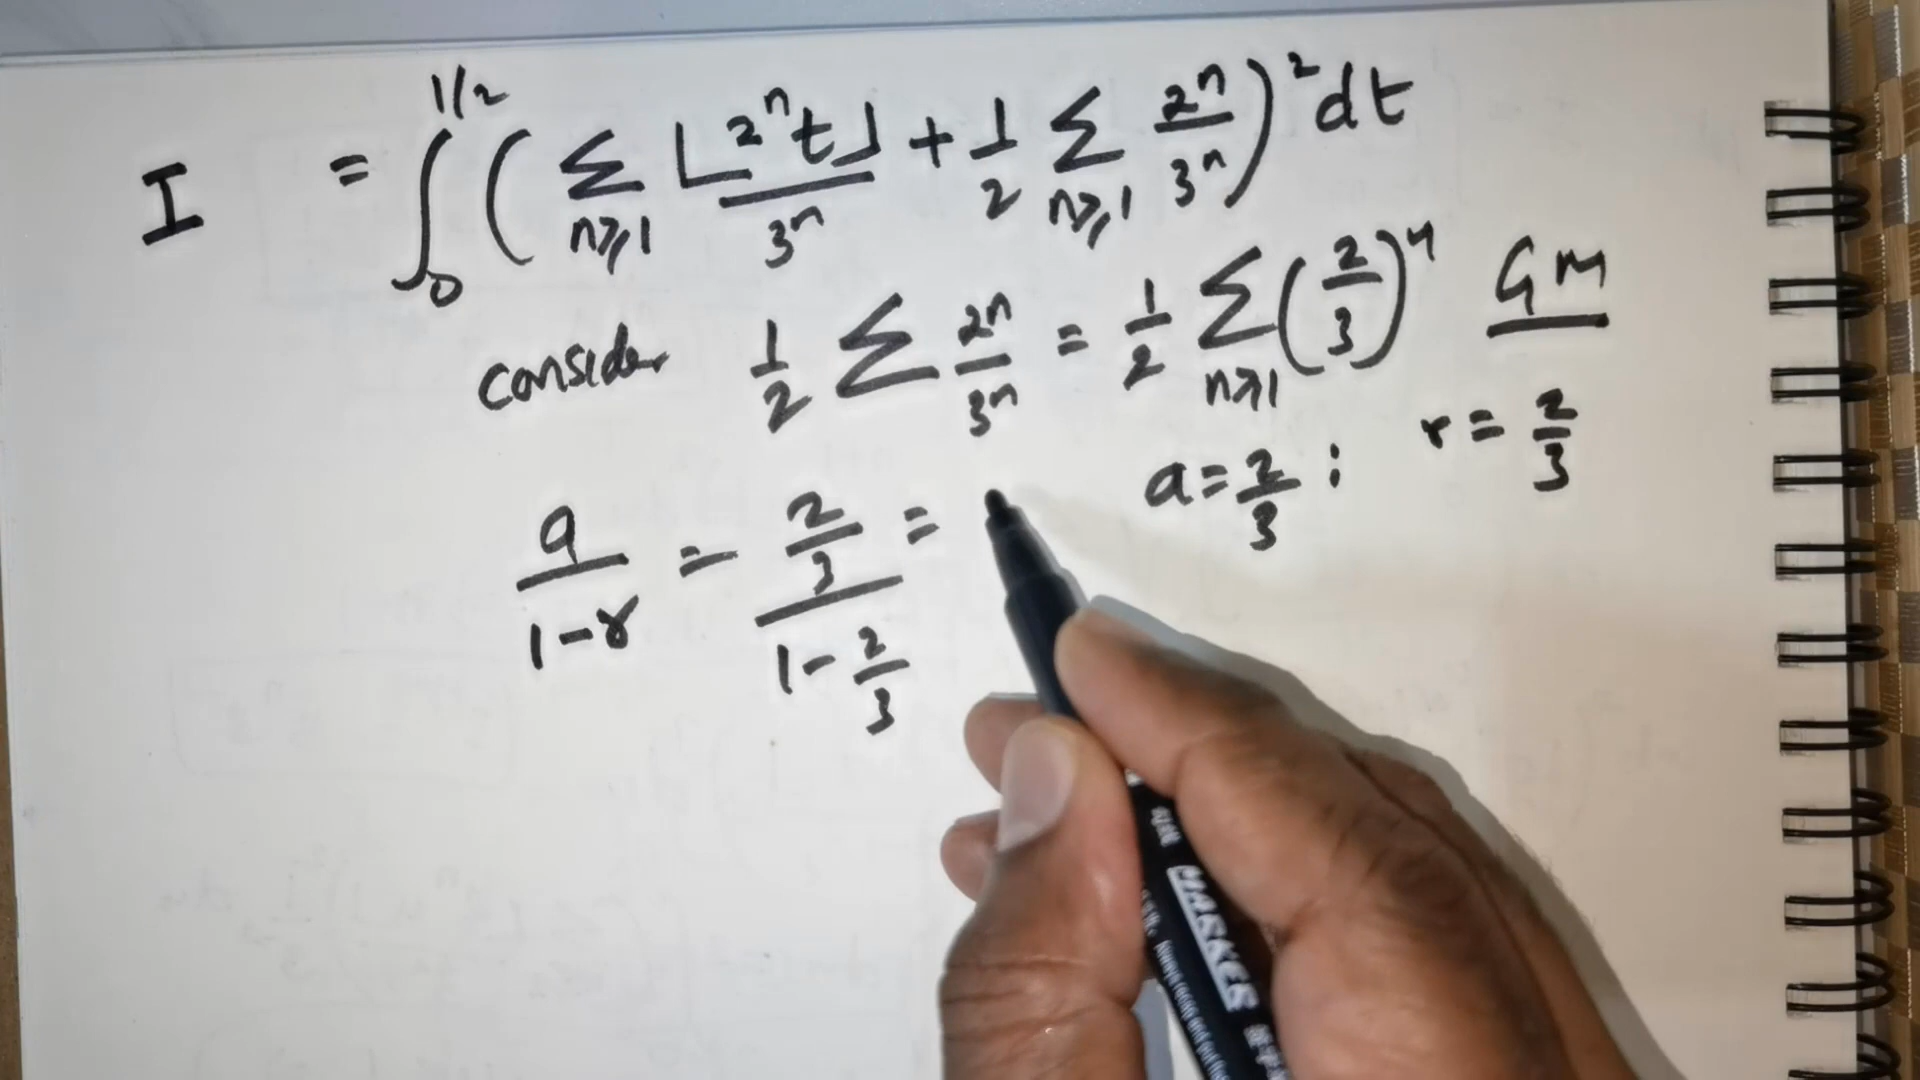 I = ∫₀^{1/2} ( Σ_{n≥1} ⌊2ⁿt⌋/3ⁿ + 1/2 Σ_{n≥1} 2ⁿ/3ⁿ )² dt
consider 1/2 Σ 2ⁿ/3ⁿ = 1/2 Σ_{n≥1} (2/3)ⁿ GM
a = 2/3 ; r = 2/3
a/(1-r) = (2/3)/(1 - 2/3) =
MARKER